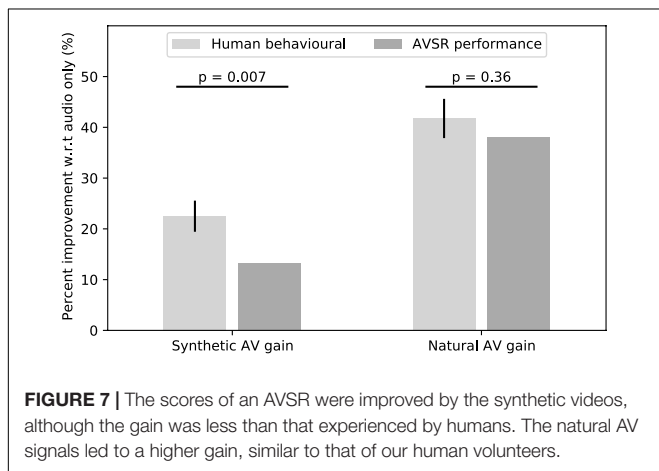 Human behavioural AVSR performance
p = 0.007 p = 0.36
Percent improvement w.r.t audio only (%)
50
40
30
20
10
0
Synthetic AV gain Natural AV gain
FIGURE 7 | The scores of an AVSR were improved by the synthetic videos,
although the gain was less than that experienced by humans. The natural AV
signals led to a higher gain, similar to that of our human volunteers.